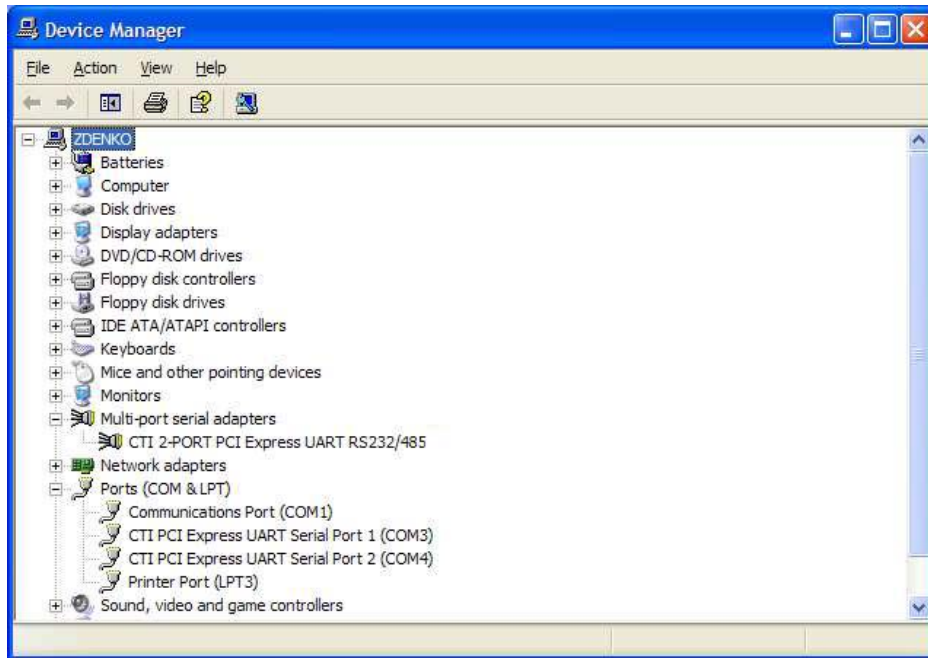 Device Manager
File Action View Help
ZDENKO
Batteries
Computer
Disk drives
Display adapters
DVD/CD-ROM drives
Floppy disk controllers
Floppy disk drives
IDE ATA/ATAPI controllers
Keyboards
Mice and other pointing devices
Monitors
Multi-port serial adapters
CTI 2-PORT PCI Express UART RS232/485
Network adapters
Ports (COM & LPT)
Communications Port (COM1)
CTI PCI Express UART Serial Port 1 (COM3)
CTI PCI Express UART Serial Port 2 (COM4)
Printer Port (LPT3)
Sound, video and game controllers